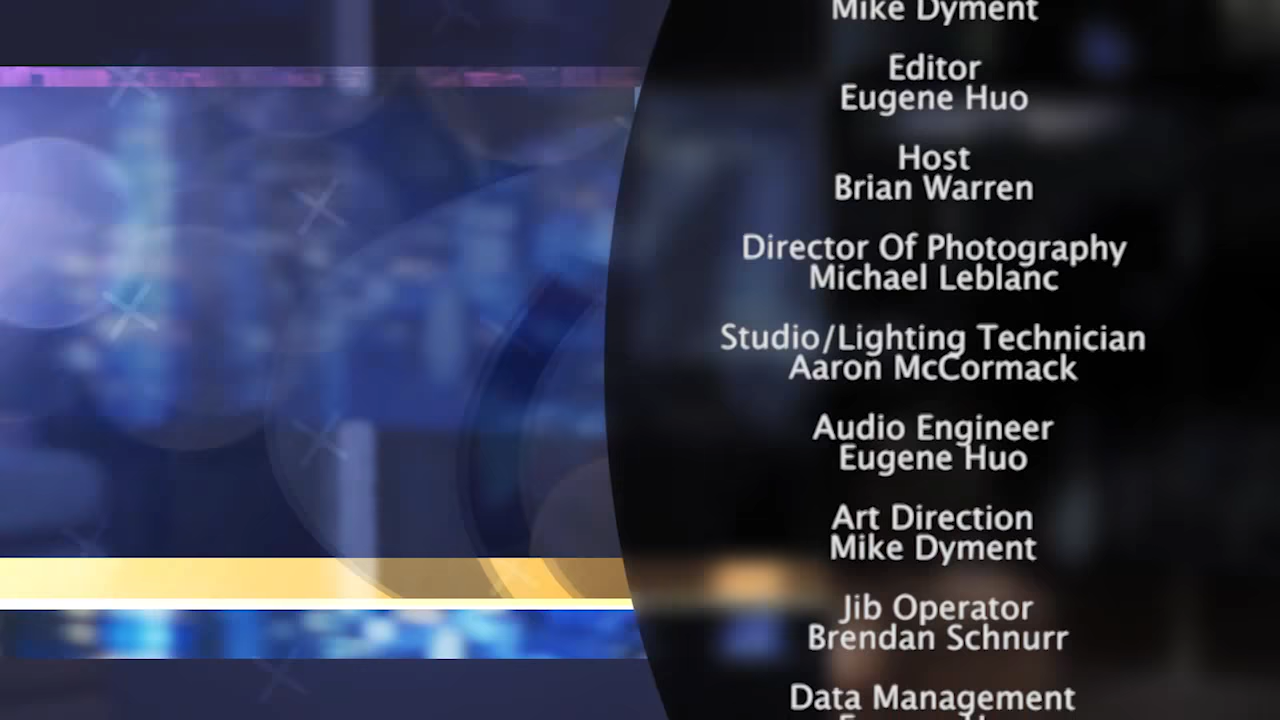 Mike Dyment
Editor
Eugene Huo
Host
Brian Warren
Director Of Photography
Michael Leblanc
Studio/Lighting Technician
Aaron McCormack
Audio Engineer
Eugene Huo
Art Direction
Mike Dyment
Jib Operator
Brendan Schnurr
Data Management